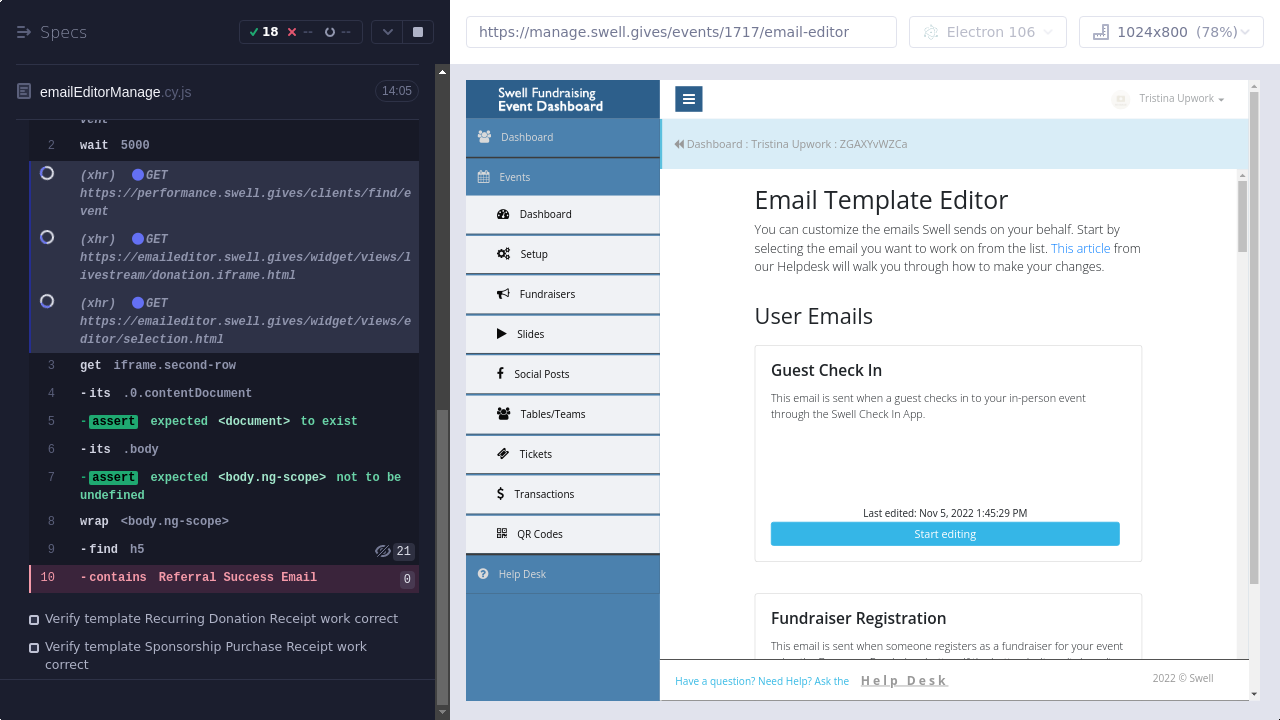 Specs
18
--
--
https://manage.swell.gives/events/1717/email-editor
Electron 106
1024x800 (78%)
emailEditorManage.cy.js
14:05
vent
2 wait 5000
(xhr) GET
https://performance.swell.gives/clients/find/e
vent
(xhr) GET
https://emaileditor.swell.gives/widget/views/l
ivestream/donation.iframe.html
(xhr) GET
https://emaileditor.swell.gives/widget/views/e
ditor/selection.html
3 get iframe.second-row
4 -its .0.contentDocument
5 -assert expected <document> to exist
6 -its .body
7 -assert expected <body.ng-scope> not to be
undefined
8 wrap <body.ng-scope>
9 -find h5 21
10 -contains Referral Success Email 0
Verify template Recurring Donation Receipt work correct
Verify template Sponsorship Purchase Receipt work
correct
Swell Fundraising
Event Dashboard
Dashboard
Events
Dashboard
Setup
Fundraisers
Slides
Social Posts
Tables/Teams
Tickets
Transactions
QR Codes
Help Desk
Tristina Upwork
Dashboard : Tristina Upwork : ZGAXYvWZCa
Email Template Editor
You can customize the emails Swell sends on your behalf. Start by
selecting the email you want to work on from the list. This article from
our Helpdesk will walk you through how to make your changes.
User Emails
Guest Check In
This email is sent when a guest checks in to your in-person event
through the Swell Check In App.
Last edited: Nov 5, 2022 1:45:29 PM
Start editing
Fundraiser Registration
This email is sent when someone registers as a fundraiser for your event
Have a question? Need Help? Ask the Help Desk
2022 © Swell